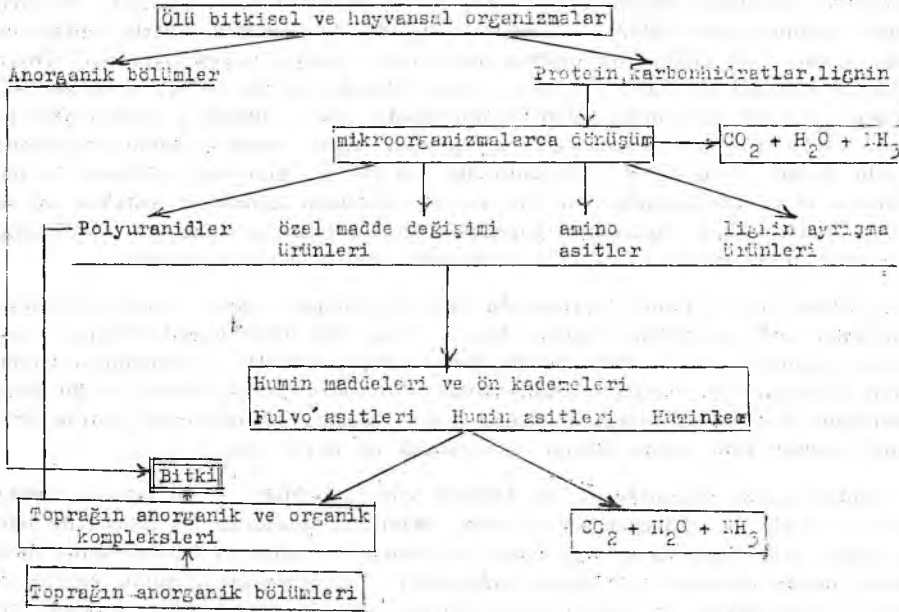 Ölü bitkisel ve hayvansal organizmalar
Anorganik bölümler
Protein,karbonhidratlar,lignin
mikroorganizmalarca dönüşüm
CO2 + H2O + NH3
Polyuranidler
özel madde değişimi
ürünleri
amino
asitler
lignin ayrışma
ürünleri
Humin maddeleri ve ön kademeleri
Fulvo asitleri Humin asitleri Huminlem
Bitki
Toprağın anorganik ve organik
kompleksleri
CO2 + H2O + NH3
Toprağın anorganik bölümleri